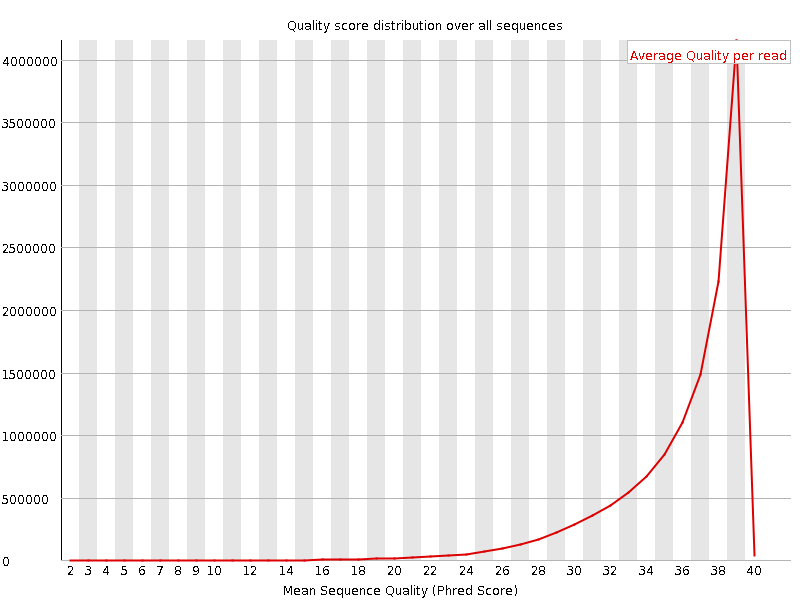 Quality score distribution over all sequences
Average Quality per read
4000000
3500000
3000000
2500000
2000000
1500000
1000000
500000
0
2 3 4 5 6 7 8 9 10 12 14 16 18 20 22 24 26 28 30 32 34 36 38 40
Mean Sequence Quality (Phred Score)